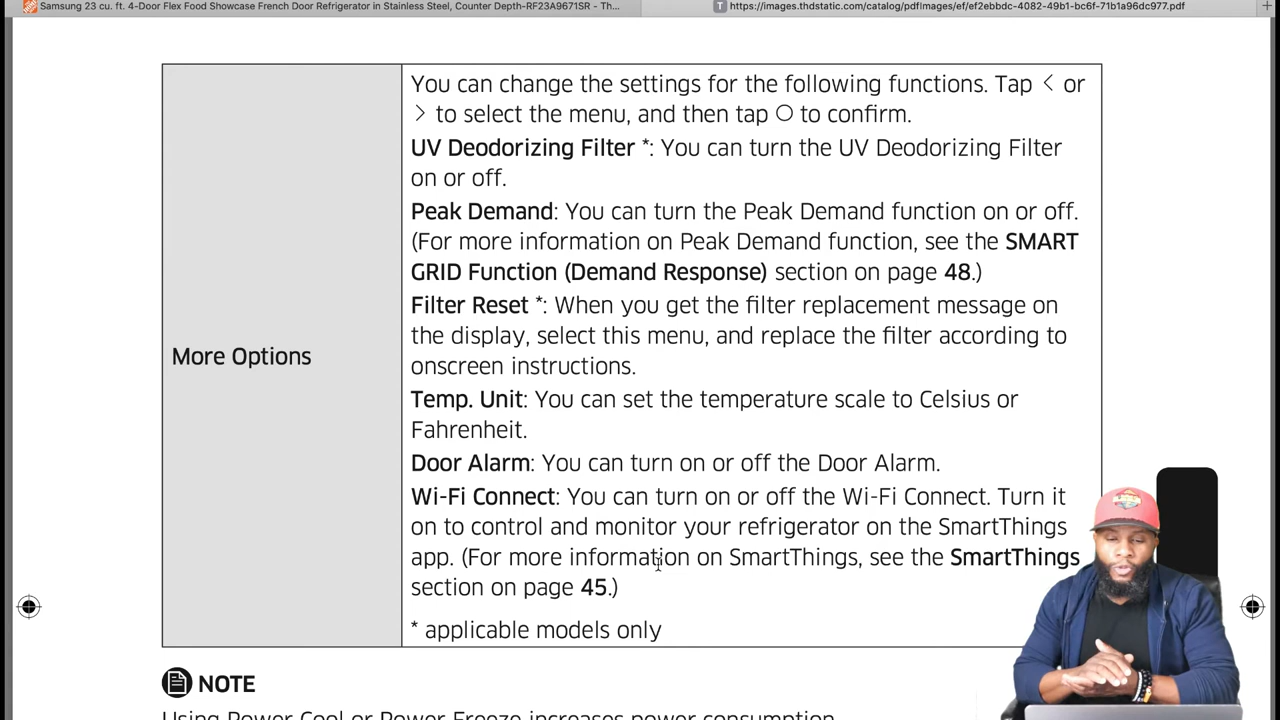 Samsung 23 cu. ft. 4-Door Flex Food Showcase French Door Refrigerator in Stainless Steel, Counter Depth-RF23A9671SR - Th...
T https://images.thdstatic.com/catalog/pdfImages/ef/ef2ebbdc-4082-49b1-bc6f-71b1a96dc977.pdf
More Options
You can change the settings for the following functions. Tap < or
> to select the menu, and then tap ○ to confirm.
UV Deodorizing Filter *: You can turn the UV Deodorizing Filter
on or off.
Peak Demand: You can turn the Peak Demand function on or off.
(For more information on Peak Demand function, see the SMART
GRID Function (Demand Response) section on page 48.)
Filter Reset *: When you get the filter replacement message on
the display, select this menu, and replace the filter according to
onscreen instructions.
Temp. Unit: You can set the temperature scale to Celsius or
Fahrenheit.
Door Alarm: You can turn on or off the Door Alarm.
Wi-Fi Connect: You can turn on or off the Wi-Fi Connect. Turn it
on to control and monitor your refrigerator on the SmartThings
app. (For more information on SmartThings, see the SmartThings
section on page 45.)
* applicable models only
NOTE
Using Power Cool or Power Freeze increases power consumption